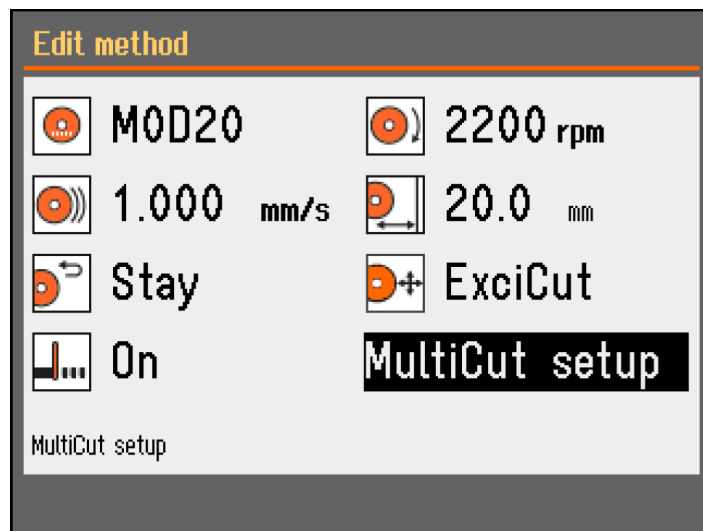 Edit method
M0D20 2200 rpm
1.000 mm/s 20.0 mm
Stay ExciCut
On MultiCut setup
MultiCut setup